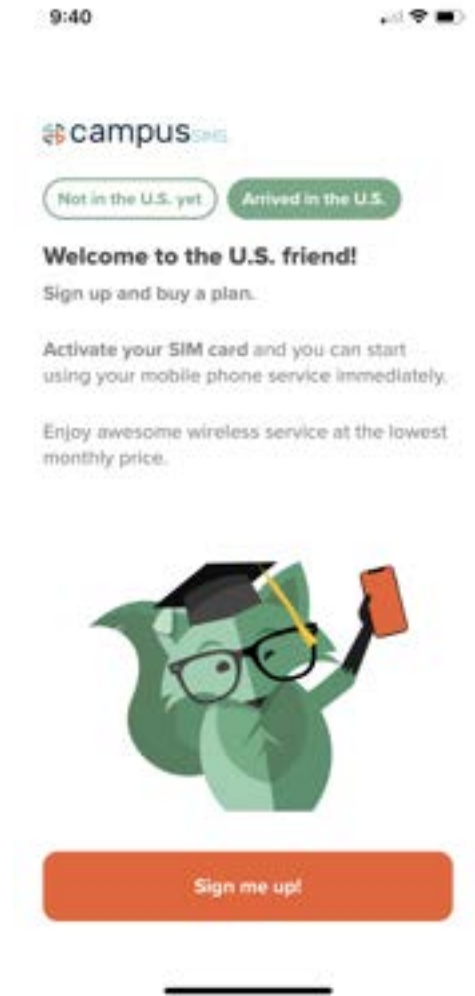 9:40
campusSIMS
Not in the U.S. yet
Arrived in the U.S.
Welcome to the U.S. friend!
Sign up and buy a plan.
Activate your SIM card and you can start
using your mobile phone service immediately.
Enjoy awesome wireless service at the lowest
monthly price.
Sign me up!